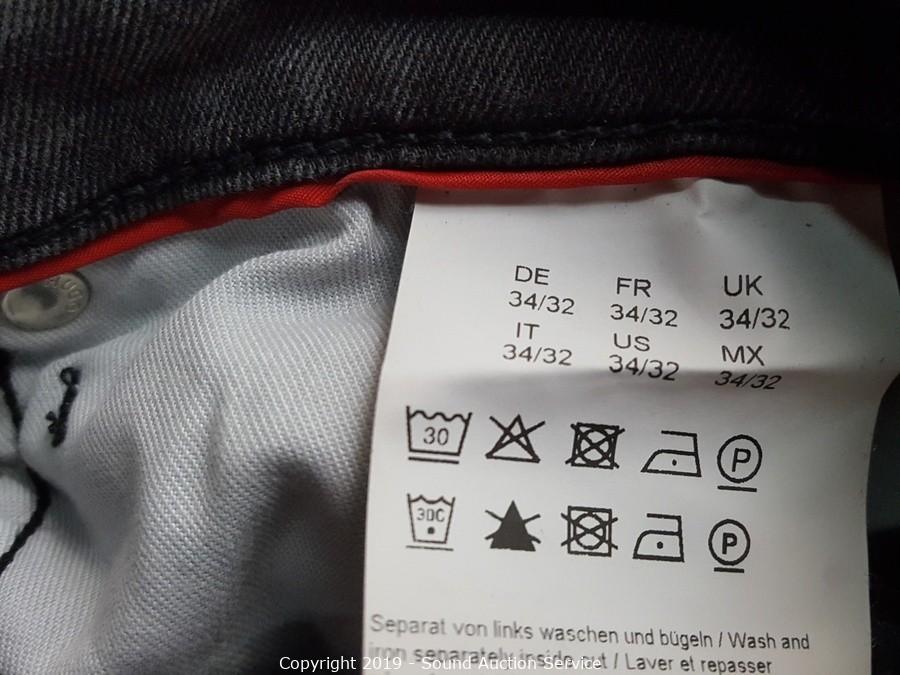 DE FR UK
34/32 34/32 34/32
IT US MX
34/32 34/32 34/32
30 P
30C P
Separat von links waschen und bügeln / Wash and
iron separately inside out / Laver et repasser
Copyright 2019 - Sound Auction Service